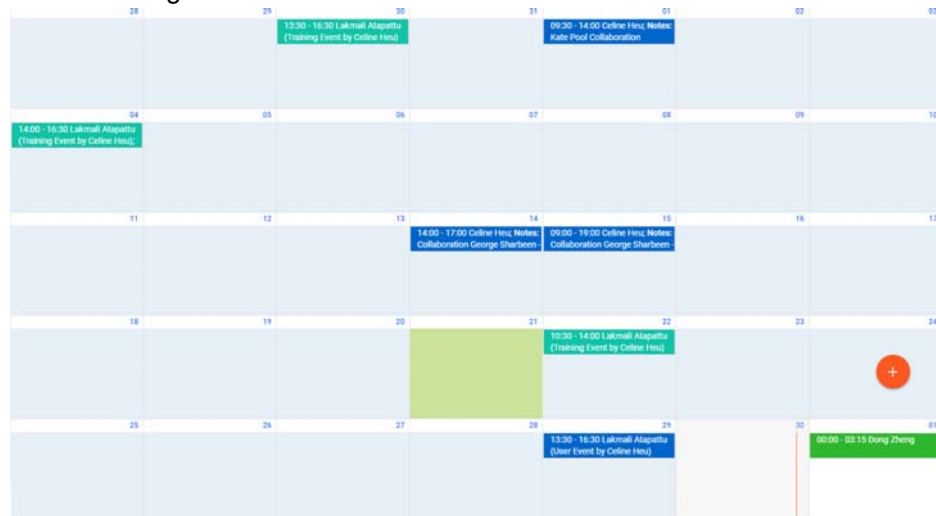 28 29 30 31 01 02 03
13:30 - 16:30 Lakmali Atapattu
(Training Event by Celine Heu)
09:30 - 14:00 Celine Heu; Notes:
Kate Pool Collaboration
04 05 06 07 08 09 10
14:00 - 16:30 Lakmali Atapattu
(Training Event by Celine Heu);
11 12 13 14 15 16 17
14:00 - 17:00 Celine Heu; Notes:
Collaboration George Sharbeen -
09:00 - 19:00 Celine Heu; Notes:
Collaboration George Sharbeen -
18 19 20 21 22 23 24
10:30 - 14:00 Lakmali Atapattu
(Training Event by Celine Heu)
+
25 26 27 28 29 30 01
13:30 - 16:30 Lakmali Atapattu
(User Event by Celine Heu)
00:00 - 03:15 Dong Zheng